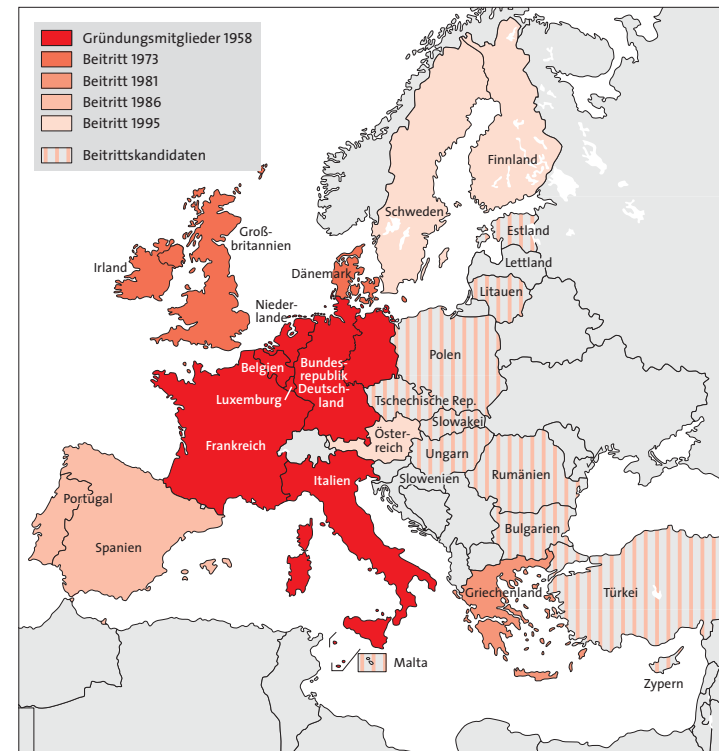 Gründungsmitglieder 1958
Beitritt 1973
Beitritt 1981
Beitritt 1986
Beitritt 1995
Beitrittskandidaten
Finnland
Schweden
Estland
Groß-
britannien
Lettland
Irland
Dänemark
Litauen
Nieder-
lande
Polen
Belgien
Bundes-
republik
Deutsch-
land
Luxemburg
Tschechische Rep.
Slowakei
Öster-
reich
Frankreich
Ungarn
Rumänien
Italien
Slowenien
Portugal
Bulgarien
Spanien
Griechenland
Türkei
Malta
Zypern